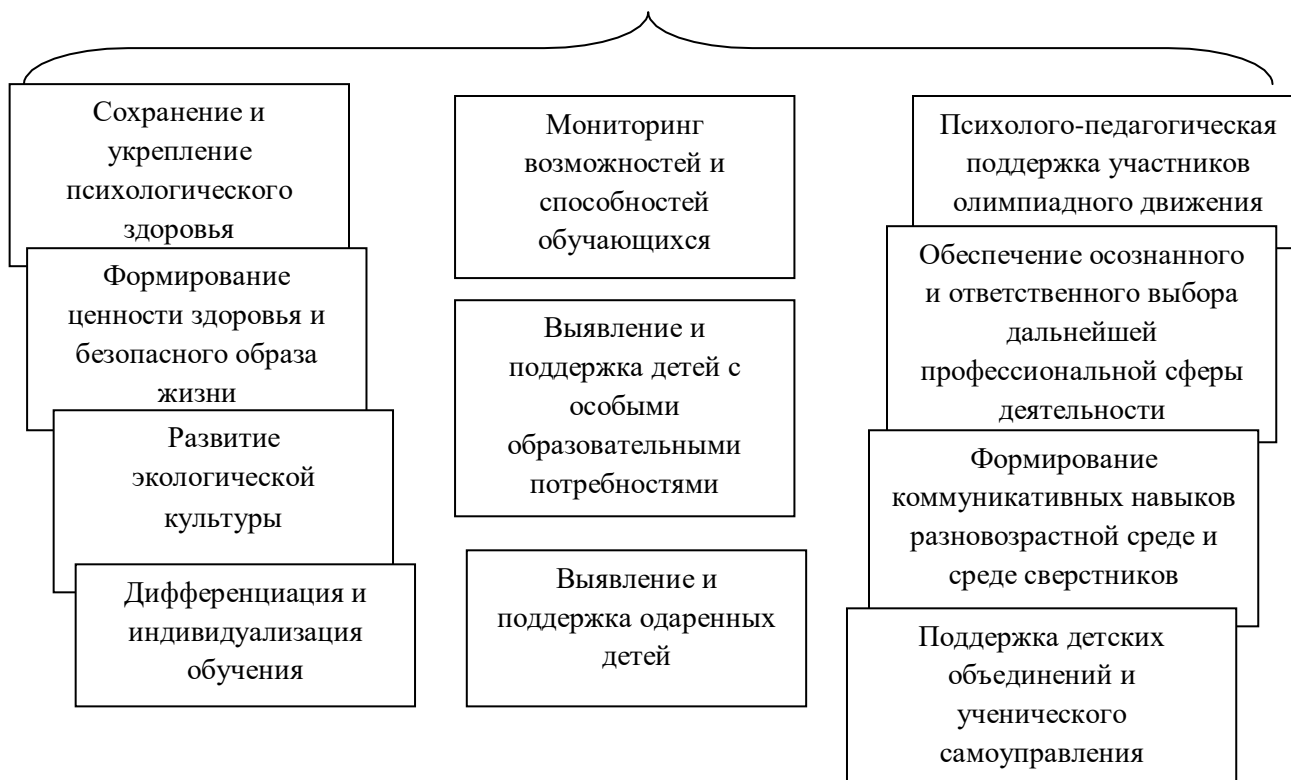 Сохранение и
укрепление
психологического
здоровья
Формирование
ценности здоровья и
безопасного образа
жизни
Развитие
экологической
культуры
Дифференциация и
индивидуализация
обучения
Мониторинг
возможностей и
способностей
обучающихся
Выявление и
поддержка детей с
особыми
образовательными
потребностями
Выявление и
поддержка одаренных
детей
Психолого-педагогическая
поддержка участников
олимпиадного движения
Обеспечение осознанного
и ответственного выбора
дальнейшей
профессиональной сферы
деятельности
Формирование
коммуникативных навыков
разновозрастной среде и
среде сверстников
Поддержка детских
объединений и
ученического
самоуправления